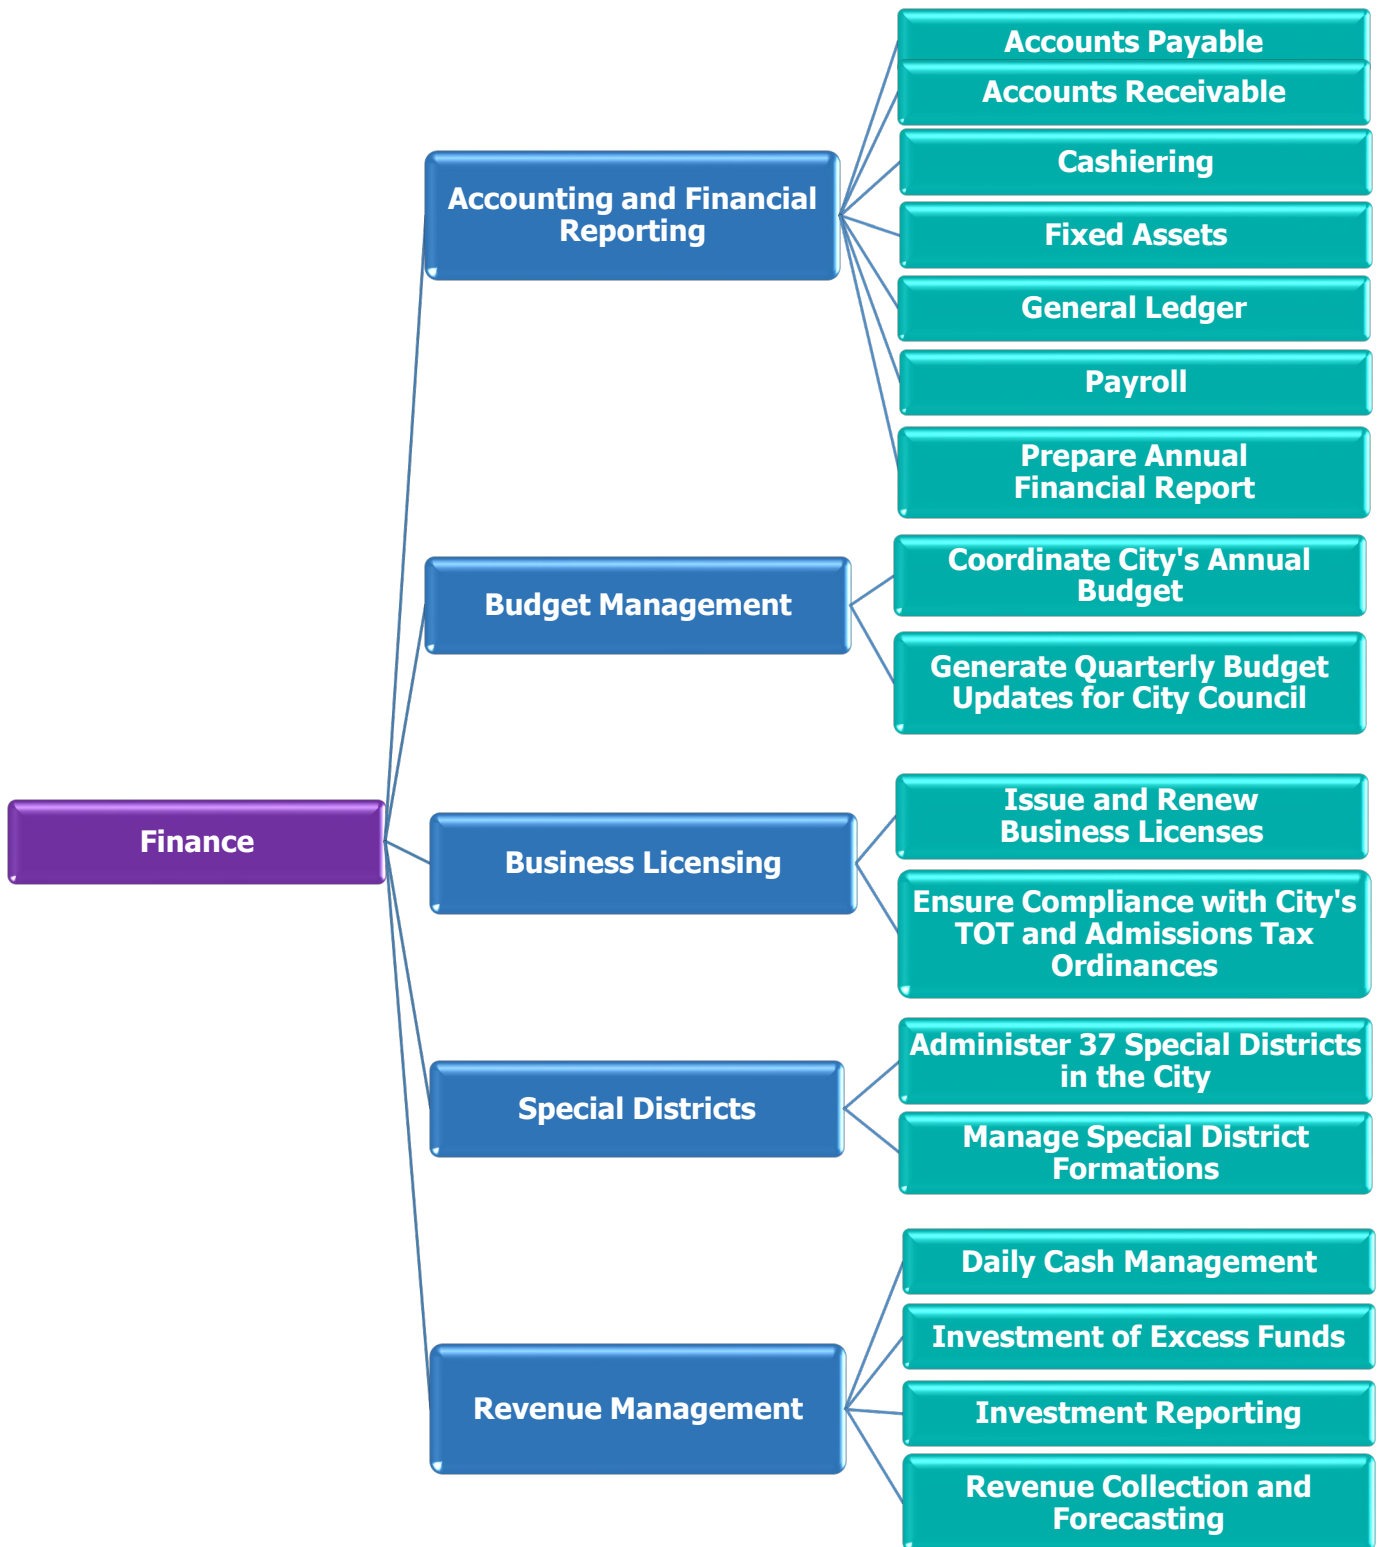 Finance
Accounting and Financial
Reporting
Accounts Payable
Accounts Receivable
Cashiering
Fixed Assets
General Ledger
Payroll
Prepare Annual
Financial Report
Budget Management
Coordinate City's Annual
Budget
Generate Quarterly Budget
Updates for City Council
Business Licensing
Issue and Renew
Business Licenses
Ensure Compliance with City's
TOT and Admissions Tax
Ordinances
Special Districts
Administer 37 Special Districts
in the City
Manage Special District
Formations
Revenue Management
Daily Cash Management
Investment of Excess Funds
Investment Reporting
Revenue Collection and
Forecasting